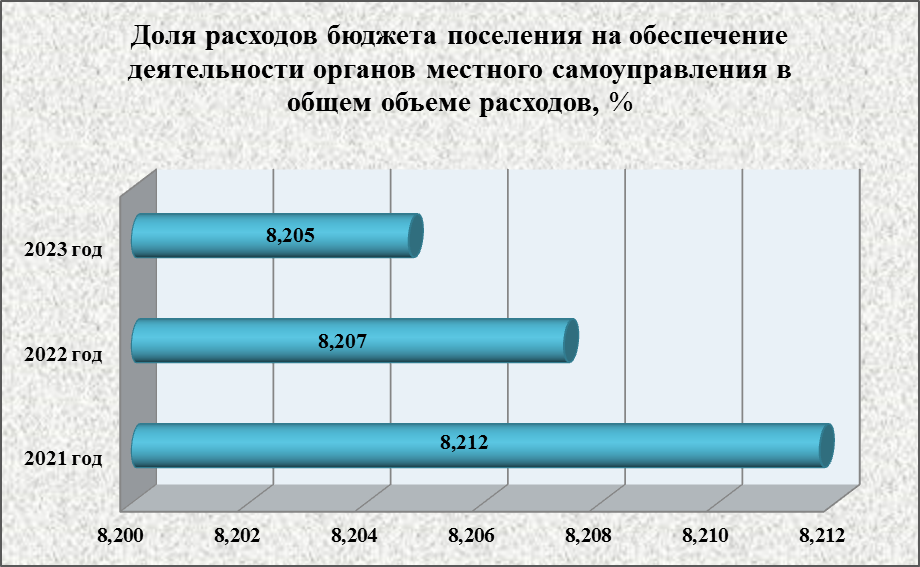 Доля расходов бюджета поселения на обеспечение
деятельности органов местного самоуправления в
общем объеме расходов, %
2023 год
8,205
2022 год
8,207
2021 год
8,212
8,200 8,202 8,204 8,206 8,208 8,210 8,212